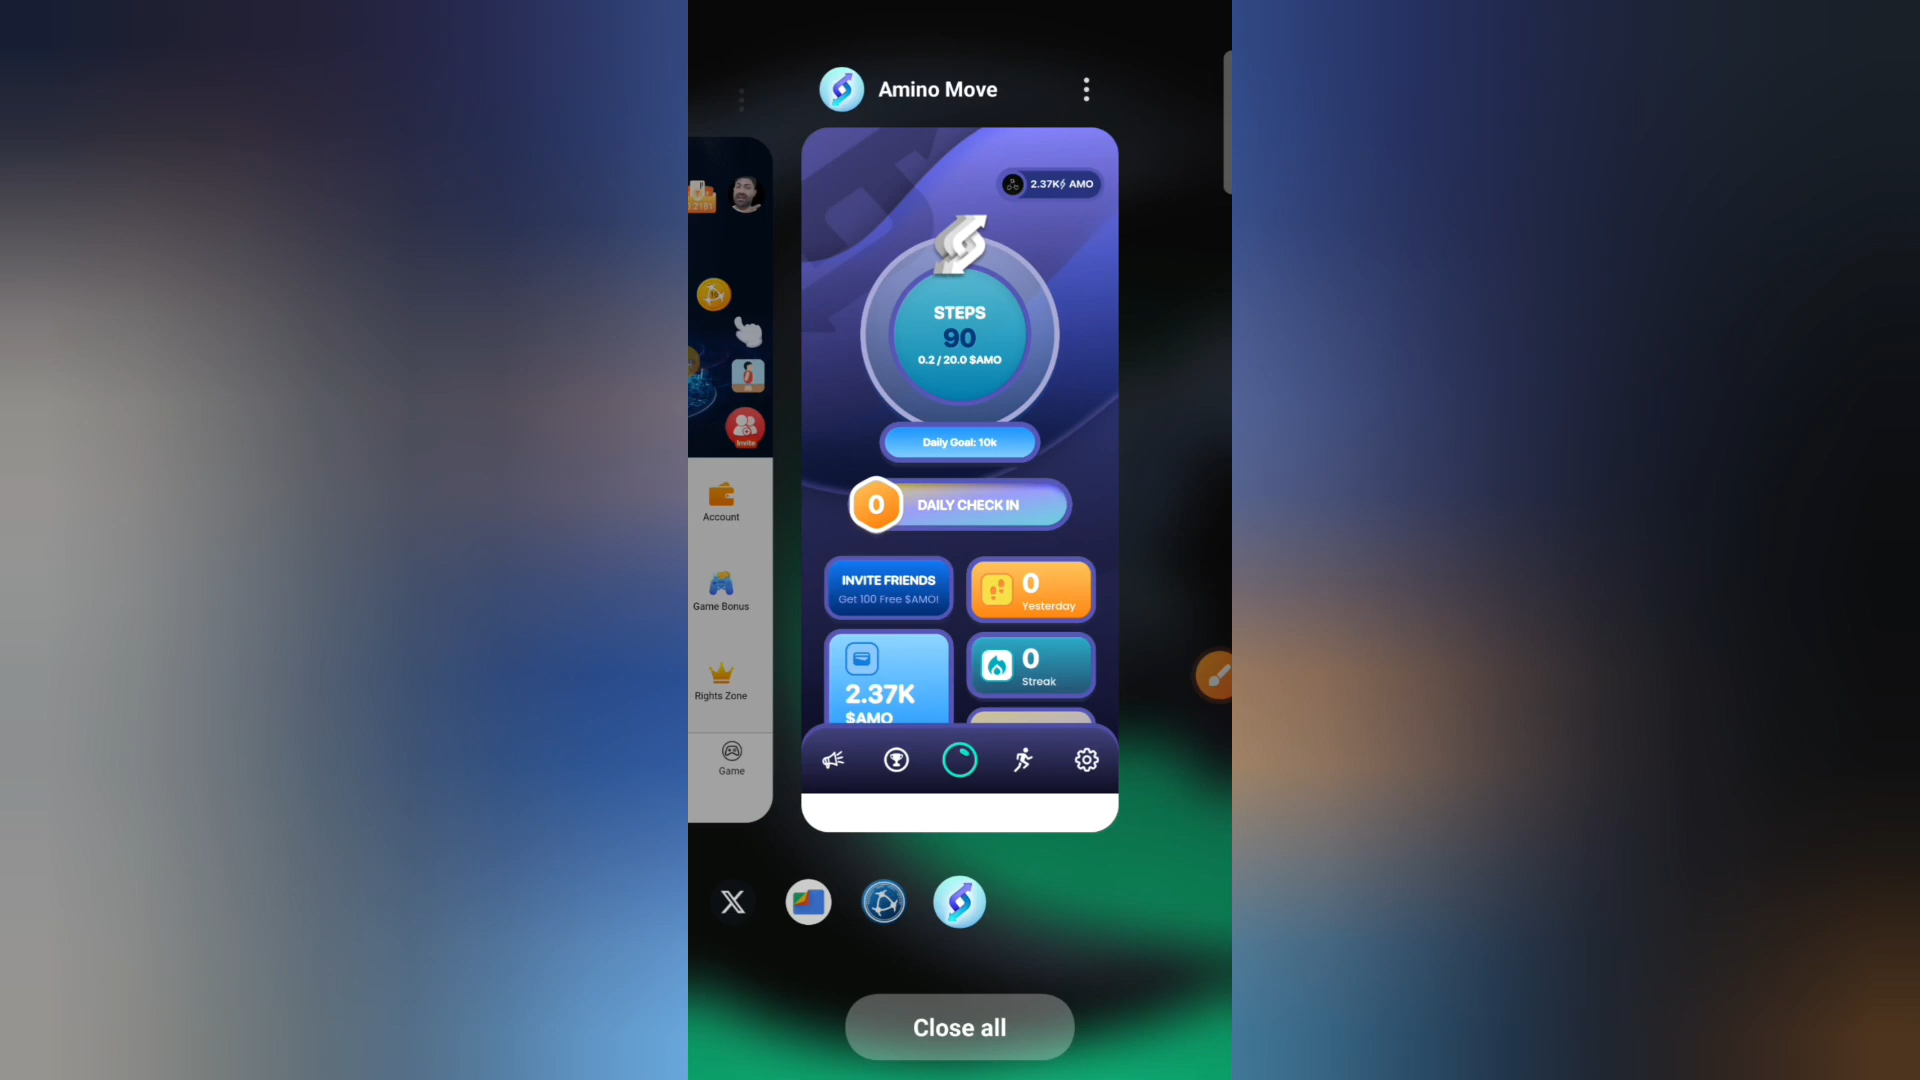 Amino Move
2.37K AMO
STEPS
90
0.2 / 20.0 $AMO
Daily Goal: 10k
0
DAILY CHECK IN
INVITE FRIENDS
Get 100 Free $AMO!
0
Yesterday
2.37K
$AMO
0
Streak
Invite
Account
Game Bonus
Rights Zone
Game
Close all